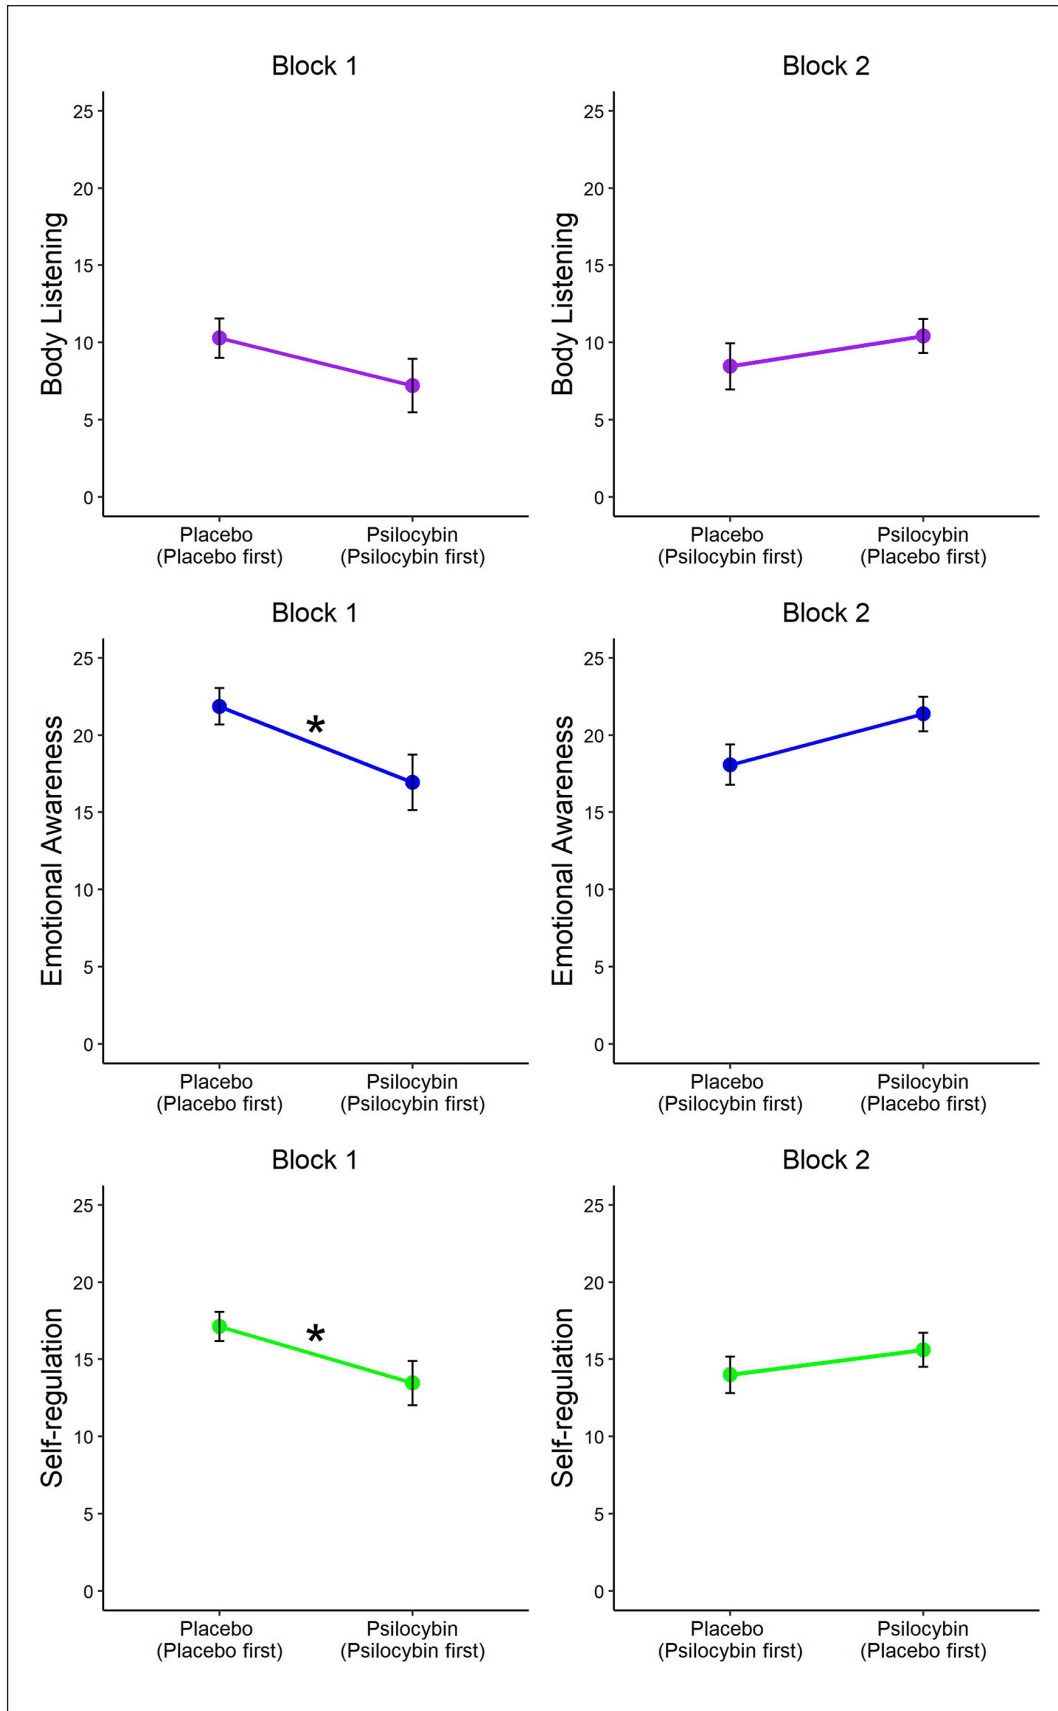 Block 1
Block 2
25
20
15
10
5
0
Body Listening
Placebo
(Placebo first)
Psilocybin
(Psilocybin first)
25
20
15
10
5
0
Body Listening
Placebo
(Psilocybin first)
Psilocybin
(Placebo first)
Block 1
Block 2
25
20
15
10
5
0
Emotional Awareness
*
Placebo
(Placebo first)
Psilocybin
(Psilocybin first)
25
20
15
10
5
0
Emotional Awareness
Placebo
(Psilocybin first)
Psilocybin
(Placebo first)
Block 1
Block 2
25
20
15
10
5
0
Self-regulation
*
Placebo
(Placebo first)
Psilocybin
(Psilocybin first)
25
20
15
10
5
0
Self-regulation
Placebo
(Psilocybin first)
Psilocybin
(Placebo first)